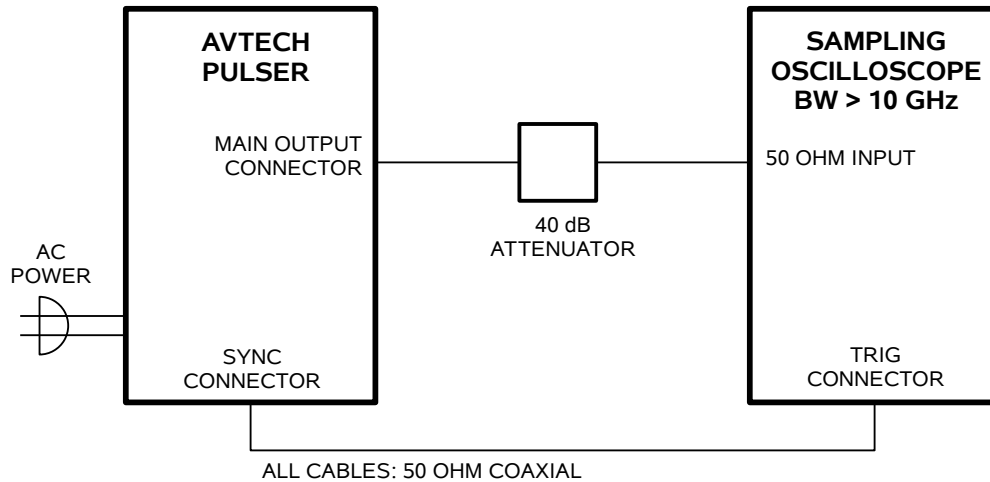 AVTECH
PULSER
SAMPLING
OSCILLOSCOPE
BW > 10 GHz
MAIN OUTPUT
CONNECTOR
50 OHM INPUT
40 dB
ATTENUATOR
AC
POWER
SYNC
CONNECTOR
TRIG
CONNECTOR
ALL CABLES: 50 OHM COAXIAL